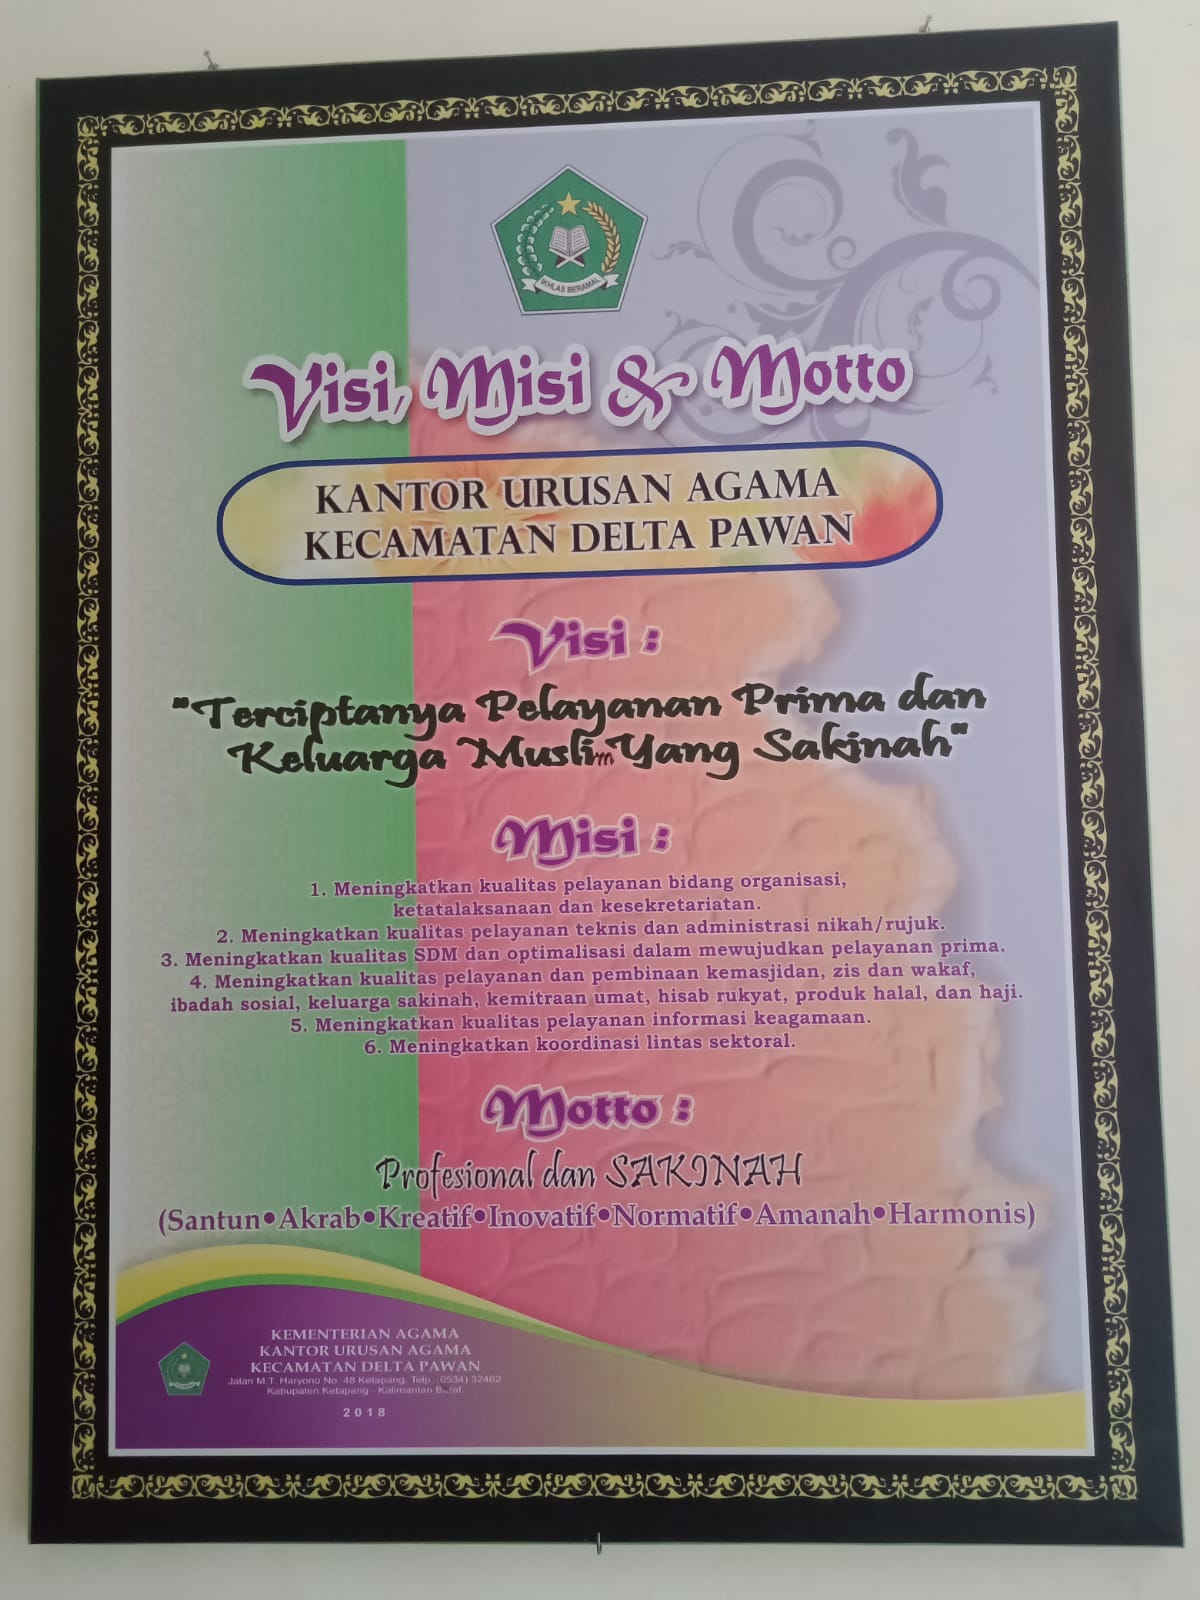 IKHLAS BERAMAL
Visi, Misi & Motto
KANTOR URUSAN AGAMA
KECAMATAN DELTA PAWAN
Visi :
"Terciptanya Pelayanan Prima dan
Keluarga Muslim Yang Sakinah"
Misi :
1. Meningkatkan kualitas pelayanan bidang organisasi,
ketatalaksanaan dan kesekretariatan.
2. Meningkatkan kualitas pelayanan teknis dan administrasi nikah/rujuk.
3. Meningkatkan kualitas SDM dan optimalisasi dalam mewujudkan pelayanan prima.
4. Meningkatkan kualitas pelayanan dan pembinaan kemasjidan, zis dan wakaf,
ibadah sosial, keluarga sakinah, kemitraan umat, hisab rukyat, produk halal, dan haji.
5. Meningkatkan kualitas pelayanan informasi keagamaan.
6. Meningkatkan koordinasi lintas sektoral.
Motto :
Profesional dan SAKINAH
(Santun•Akrab•Kreatif•Inovatif•Normatif•Amanah•Harmonis)
KEMENTERIAN AGAMA
KANTOR URUSAN AGAMA
KECAMATAN DELTA PAWAN
Jalan M.T. Haryono No. 48 Ketapang. Telp. (0534) 32462
Kabupaten Ketapang - Kalimantan Barat
2018